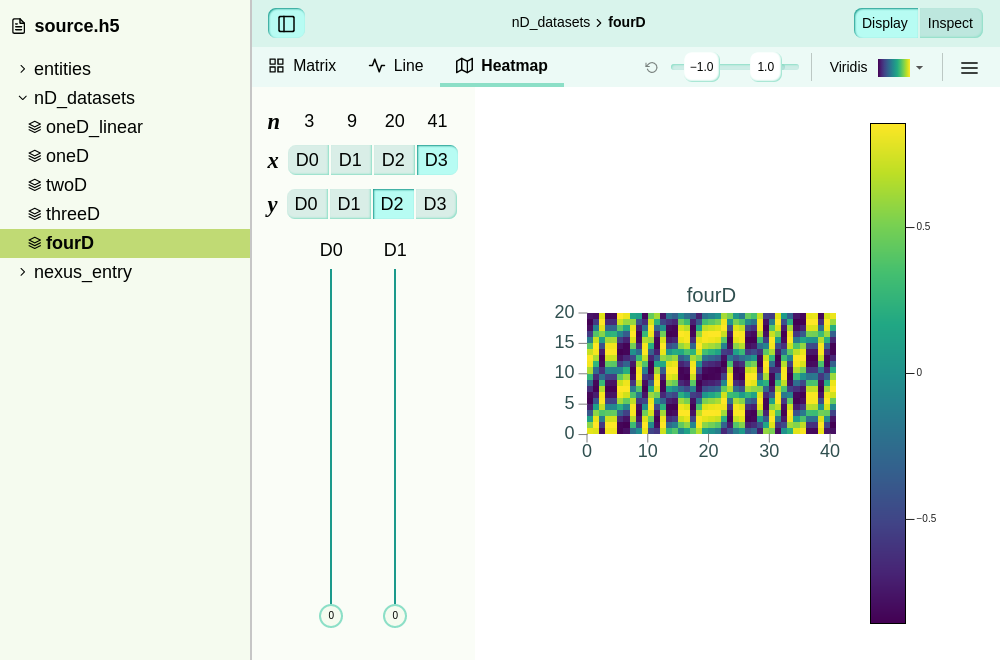 source.h5
entities
nD_datasets
oneD_linear
oneD
twoD
threeD
fourD
nexus_entry
nD_datasets › fourD
Display Inspect
Matrix Line Heatmap
−1.0 1.0
Viridis
n 3 9 20 41
x D0 D1 D2 D3
y D0 D1 D2 D3
D0 D1
0 0
fourD
20
15
10
5
0
0 10 20 30 40
0.5
0
−0.5